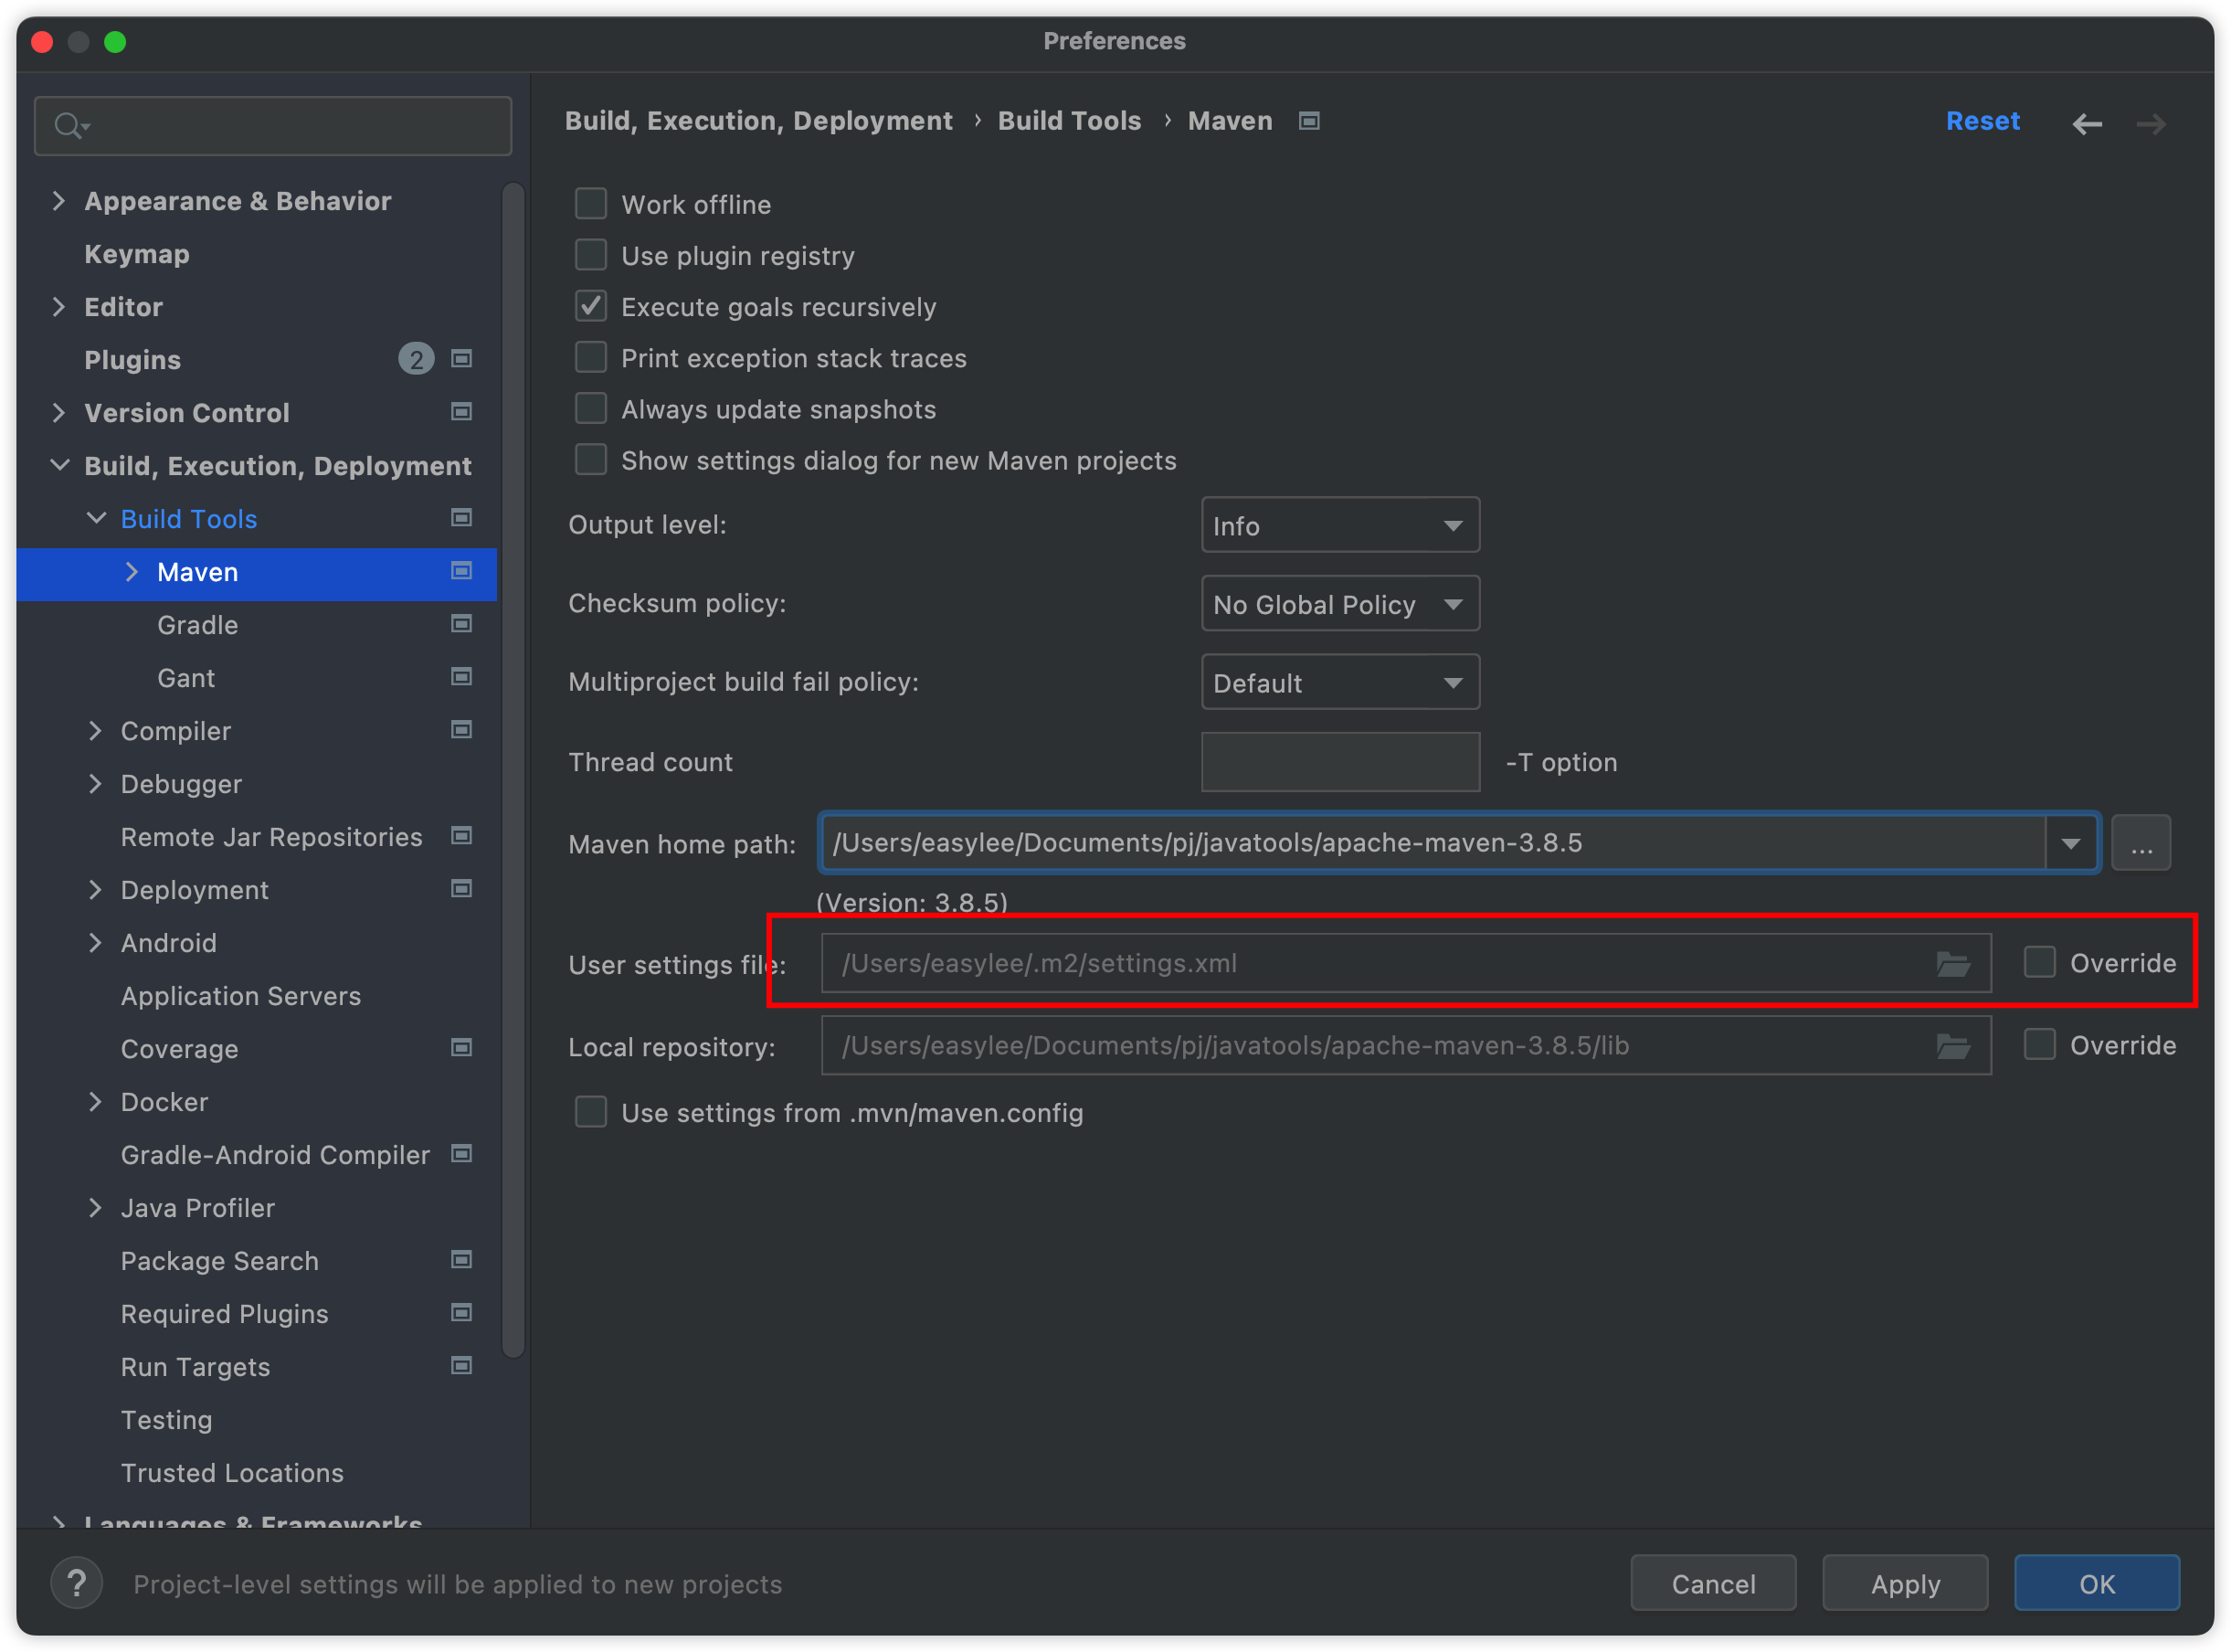 Preferences
Appearance & Behavior
Keymap
Editor
Plugins 2
Version Control
Build, Execution, Deployment
Build Tools
Maven
Gradle
Gant
Compiler
Debugger
Remote Jar Repositories
Deployment
Android
Application Servers
Coverage
Docker
Gradle-Android Compiler
Java Profiler
Package Search
Required Plugins
Run Targets
Testing
Trusted Locations
Languages & Frameworks
Build, Execution, Deployment › Build Tools › Maven Reset
Work offline
Use plugin registry
Execute goals recursively
Print exception stack traces
Always update snapshots
Show settings dialog for new Maven projects
Output level: Info
Checksum policy: No Global Policy
Multiproject build fail policy: Default
Thread count -T option
Maven home path: /Users/easylee/Documents/pj/javatools/apache-maven-3.8.5 ...
(Version: 3.8.5)
User settings file: /Users/easylee/.m2/settings.xml Override
Local repository: /Users/easylee/Documents/pj/javatools/apache-maven-3.8.5/lib Override
Use settings from .mvn/maven.config
? Project-level settings will be applied to new projects Cancel Apply OK